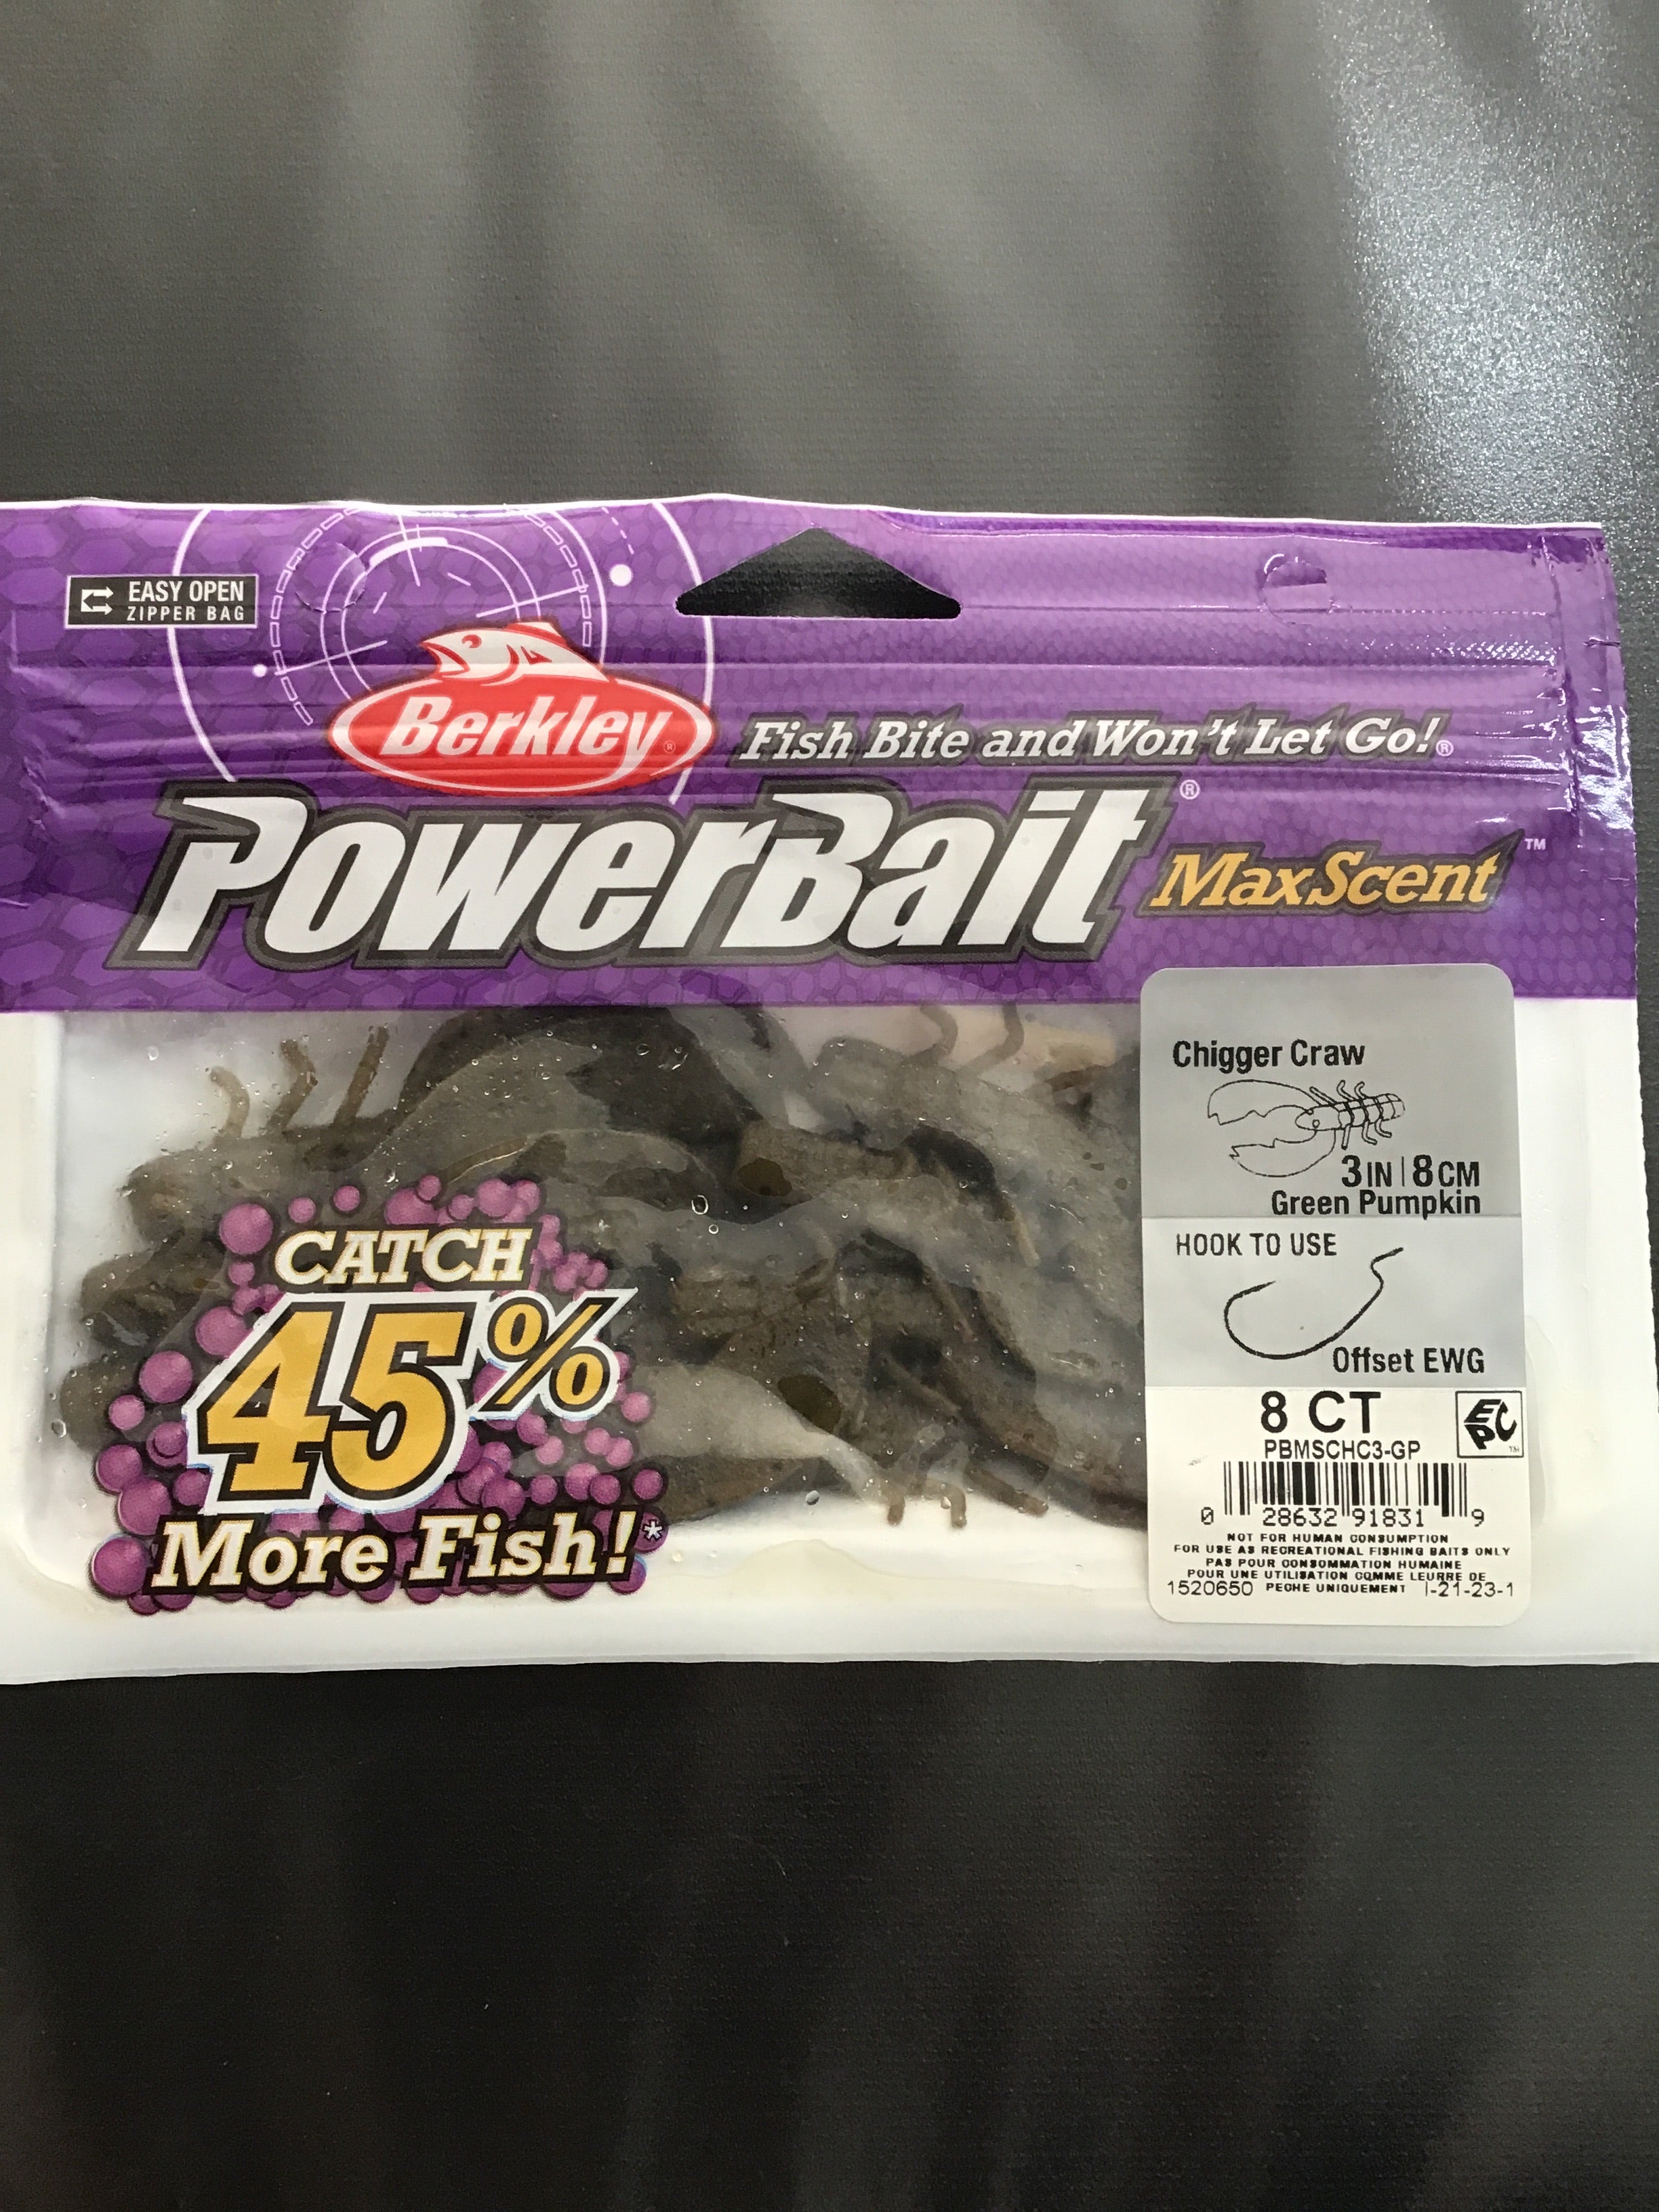 EASY OPEN
ZIPPER BAG
Berkley®
Fish Bite and Won't Let Go!®
PowerBait®
MaxScent™
Chigger Craw
3IN | 8CM
Green Pumpkin
HOOK TO USE
Offset EWG
CATCH
45%
More Fish!*
8 CT
PBMSCHC3-GP
0 28632 91831 9
NOT FOR HUMAN CONSUMPTION
FOR USE AS RECREATIONAL FISHING BAITS ONLY
PAS POUR CONSOMMATION HUMAINE
POUR UNE UTILISATION COMME LEURRE DE
1520650 PECHE UNIQUEMENT I-21-23-1